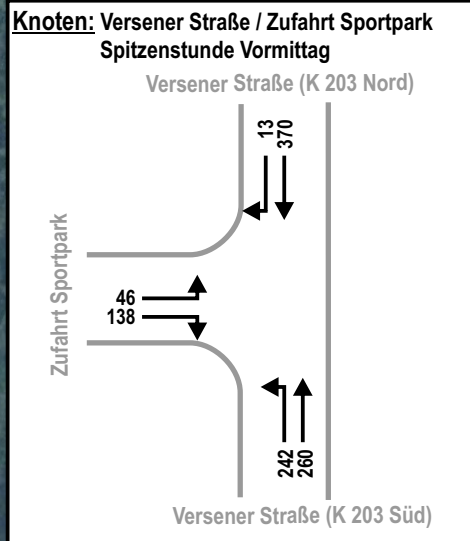 Knoten: Versener Straße / Zufahrt Sportpark
Spitzenstunde Vormittag
Versener Straße (K 203 Nord)
13
370
Zufahrt Sportpark
46
138
242
260
Versener Straße (K 203 Süd)